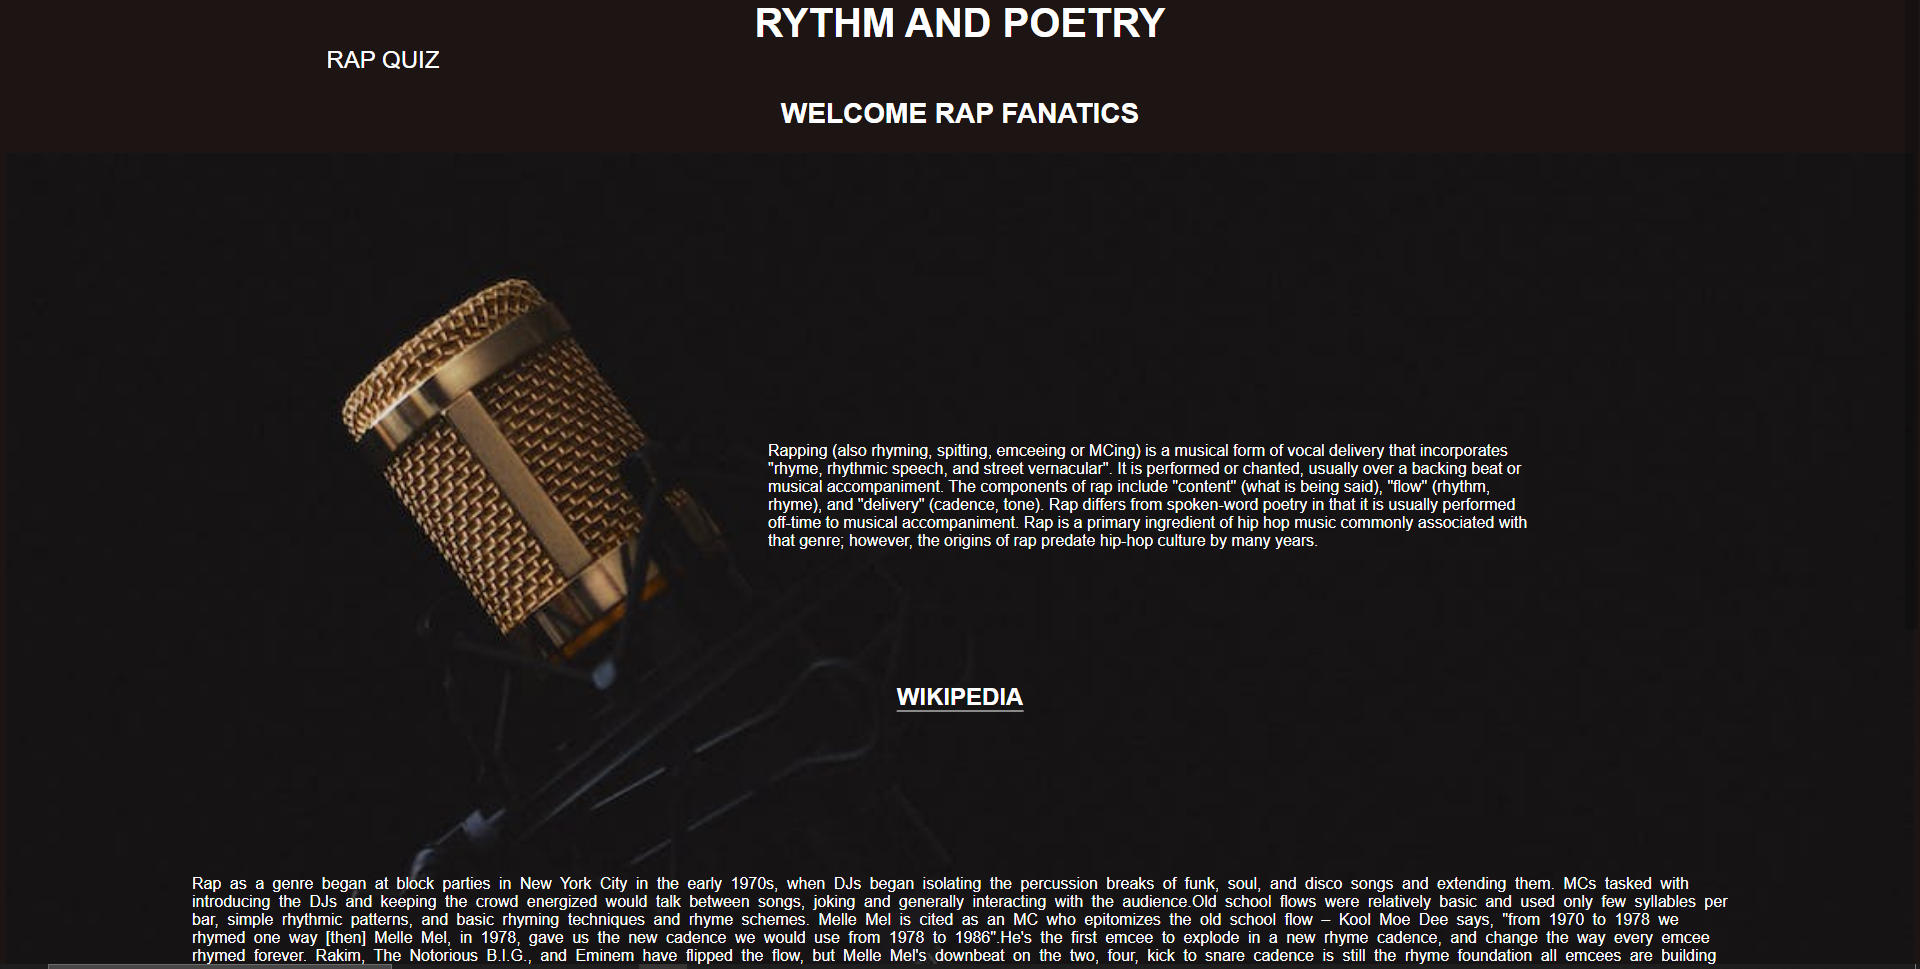 RYTHM AND POETRY
RAP QUIZ
WELCOME RAP FANATICS
Rapping (also rhyming, spitting, emceeing or MCing) is a musical form of vocal delivery that incorporates
"rhyme, rhythmic speech, and street vernacular". It is performed or chanted, usually over a backing beat or
musical accompaniment. The components of rap include "content" (what is being said), "flow" (rhythm,
rhyme), and "delivery" (cadence, tone). Rap differs from spoken-word poetry in that it is usually performed
off-time to musical accompaniment. Rap is a primary ingredient of hip hop music commonly associated with
that genre; however, the origins of rap predate hip-hop culture by many years.
WIKIPEDIA
Rap as a genre began at block parties in New York City in the early 1970s, when DJs began isolating the percussion breaks of funk, soul, and disco songs and extending them. MCs tasked with
introducing the DJs and keeping the crowd energized would talk between songs, joking and generally interacting with the audience.Old school flows were relatively basic and used only few syllables per
bar, simple rhythmic patterns, and basic rhyming techniques and rhyme schemes. Melle Mel is cited as an MC who epitomizes the old school flow – Kool Moe Dee says, "from 1970 to 1978 we
rhymed one way [then] Melle Mel, in 1978, gave us the new cadence we would use from 1978 to 1986".He's the first emcee to explode in a new rhyme cadence, and change the way every emcee
rhymed forever. Rakim, The Notorious B.I.G., and Eminem have flipped the flow, but Melle Mel's downbeat on the two, four, kick to snare cadence is still the rhyme foundation all emcees are building